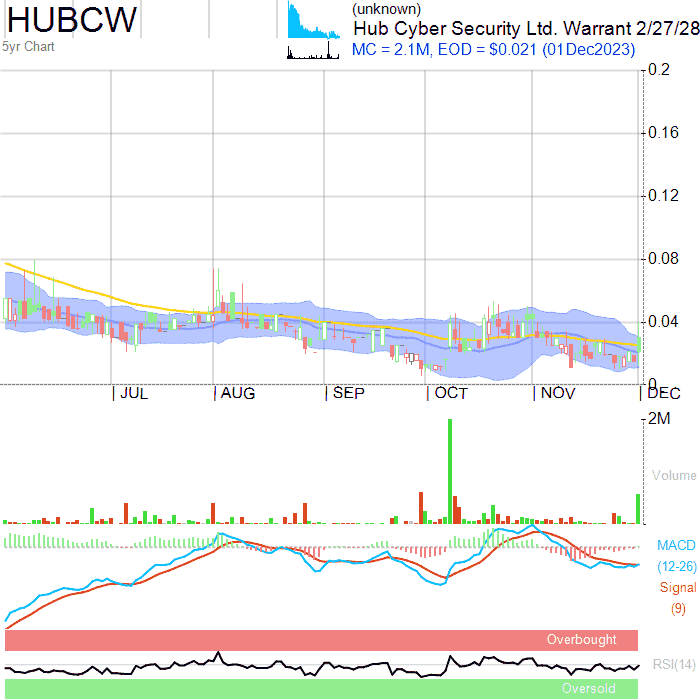 HUBCW
5yr Chart
(unknown)
Hub Cyber Security Ltd. Warrant 2/27/28
MC = 2.1M, EOD = $0.021 (01Dec2023)
0.2
0.16
0.12
0.08
0.04
0
JUL AUG SEP OCT NOV DEC
2M
Volume
MACD
(12-26)
Signal
(9)
Overbought
RSI(14)
Oversold